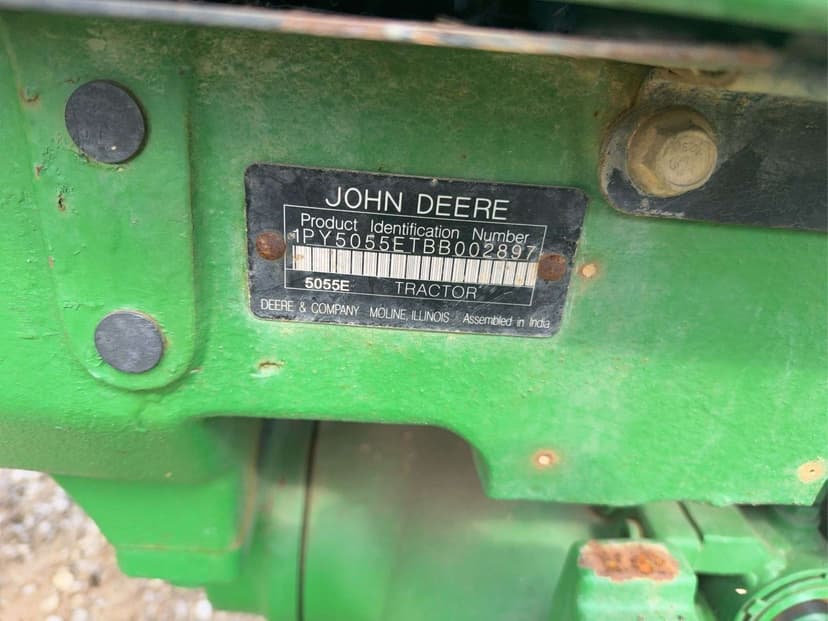 JOHN DEERE
Product Identification Number
1PY5055ETBB002897
5055E TRACTOR
DEERE & COMPANY MOLINE, ILLINOIS Assembled in India